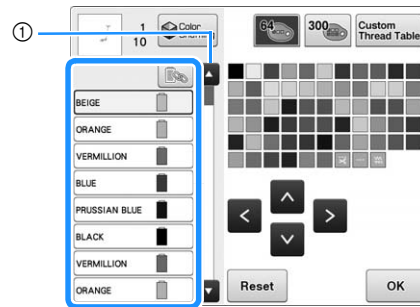 ①
1
10
Color
Shuffling
64
300
Custom
Thread Table
BEIGE
ORANGE
VERMILLION
BLUE
PRUSSIAN BLUE
BLACK
VERMILLION
ORANGE
Reset
OK